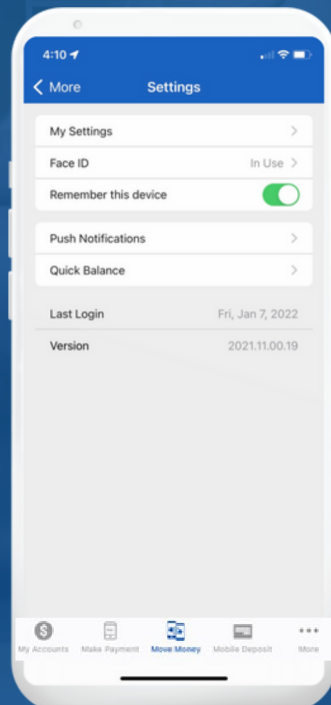 4:10
More Settings
My Settings
Face ID In Use
Remember this device
Push Notifications
Quick Balance
Last Login Fri, Jan 7, 2022
Version 2021.11.00.19
My Accounts Make Payment Move Money Mobile Deposit More